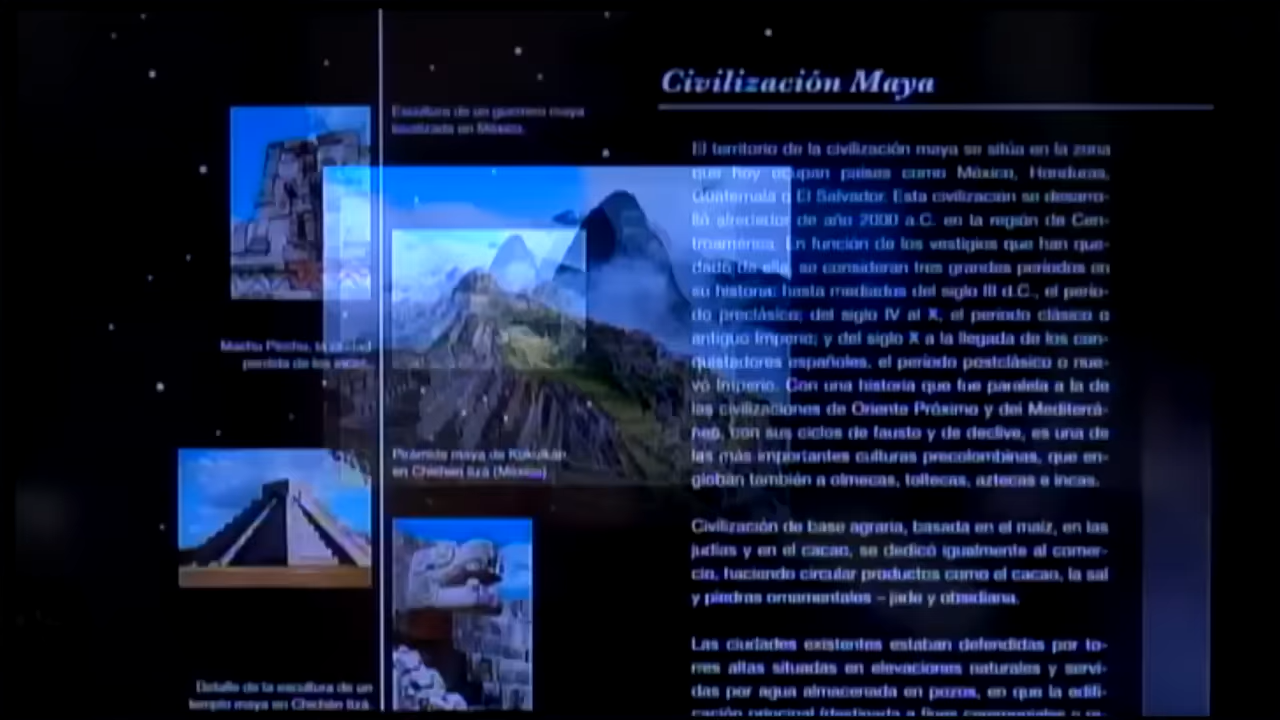 Civilización Maya
Escultura de un guerrero maya
localizada en México.
Machu Picchu, la ciudad
perdida de los incas.
Pirámide maya de Kukulkán
en Chichén Itzá (México)
Detalle de la escultura de un
templo maya en Chichén Itzá.
El territorio de la civilización maya se sitúa en la zona
que hoy ocupan países como México, Honduras,
Guatemala o El Salvador. Esta civilización se desarro-
lló alrededor de año 2000 a.C. en la región de Cen-
troamérica. En función de los vestigios que han que-
dado de ella, se consideran tres grandes periodos en
su historia: hasta mediados del siglo III d.C., el perio-
do preclásico; del siglo IV al X, el periodo clásico o
antiguo Imperio; y del siglo X a la llegada de los con-
quistadores españoles, el periodo postclásico o nue-
vo Imperio. Con una historia que fue paralela a la de
las civilizaciones de Oriente Próximo y del Mediterrá-
neo, con sus ciclos de fausto y de declive, es una de
las más importantes culturas precolombinas, que en-
globan también a olmecas, toltecas, aztecas e incas.
Civilización de base agraria, basada en el maíz, en las
judías y en el cacao, se dedicó igualmente al comer-
cio, haciendo circular productos como el cacao, la sal
y piedras ornamentales – jade y obsidiana.
Las ciudades existentes estaban defendidas por to-
rres altas situadas en elevaciones naturales y servi-
das por agua almacenada en pozos, en que la edifi-
cación principal (destinada a fines ceremoniales o